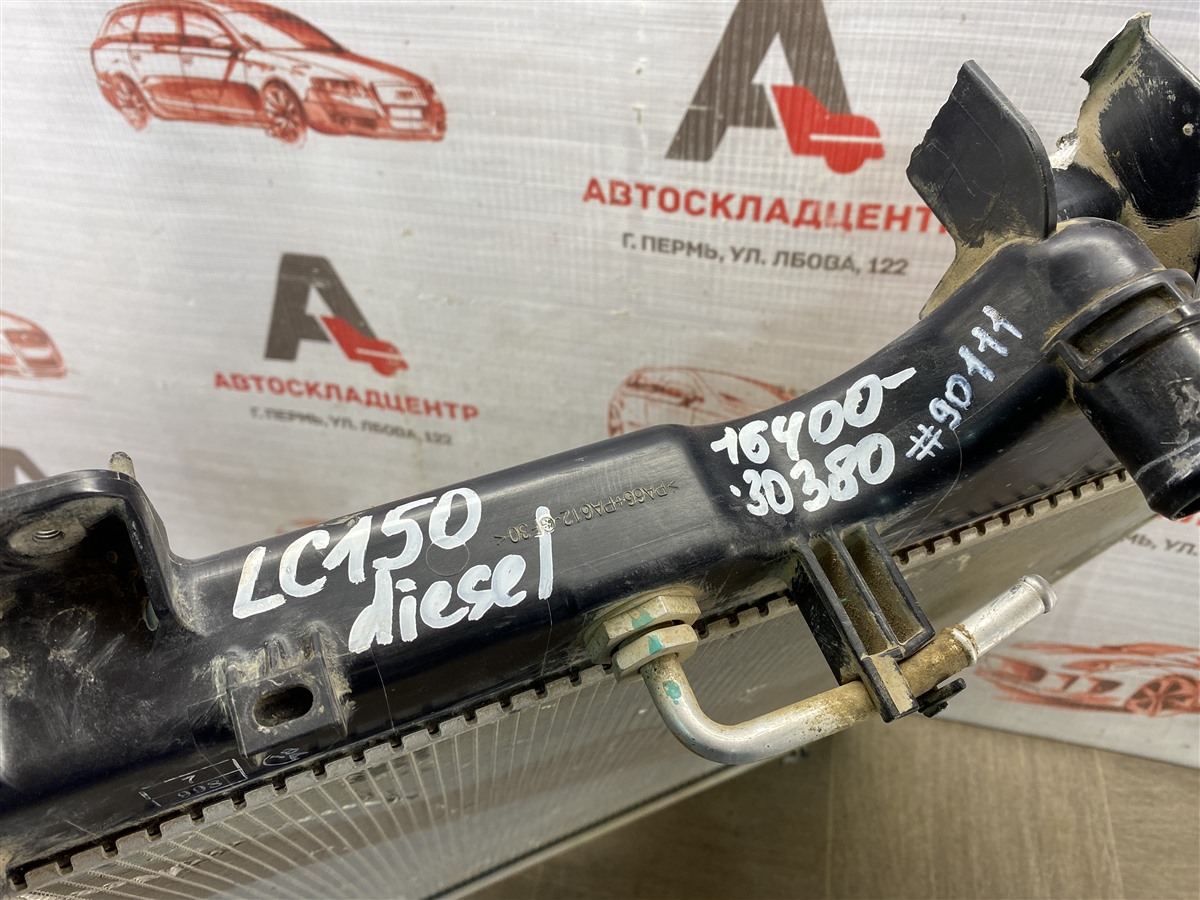 АВТОСКЛАДЦЕНТР
Г. ПЕРМЬ, УЛ. ЛБОВА, 122
АВТОСКЛАДЦЕНТР
Г. ПЕРМЬ, УЛ. ЛБОВА, 122
16400-
30380
#90111
LC150
diesel
>PA66+PA612-GF30<